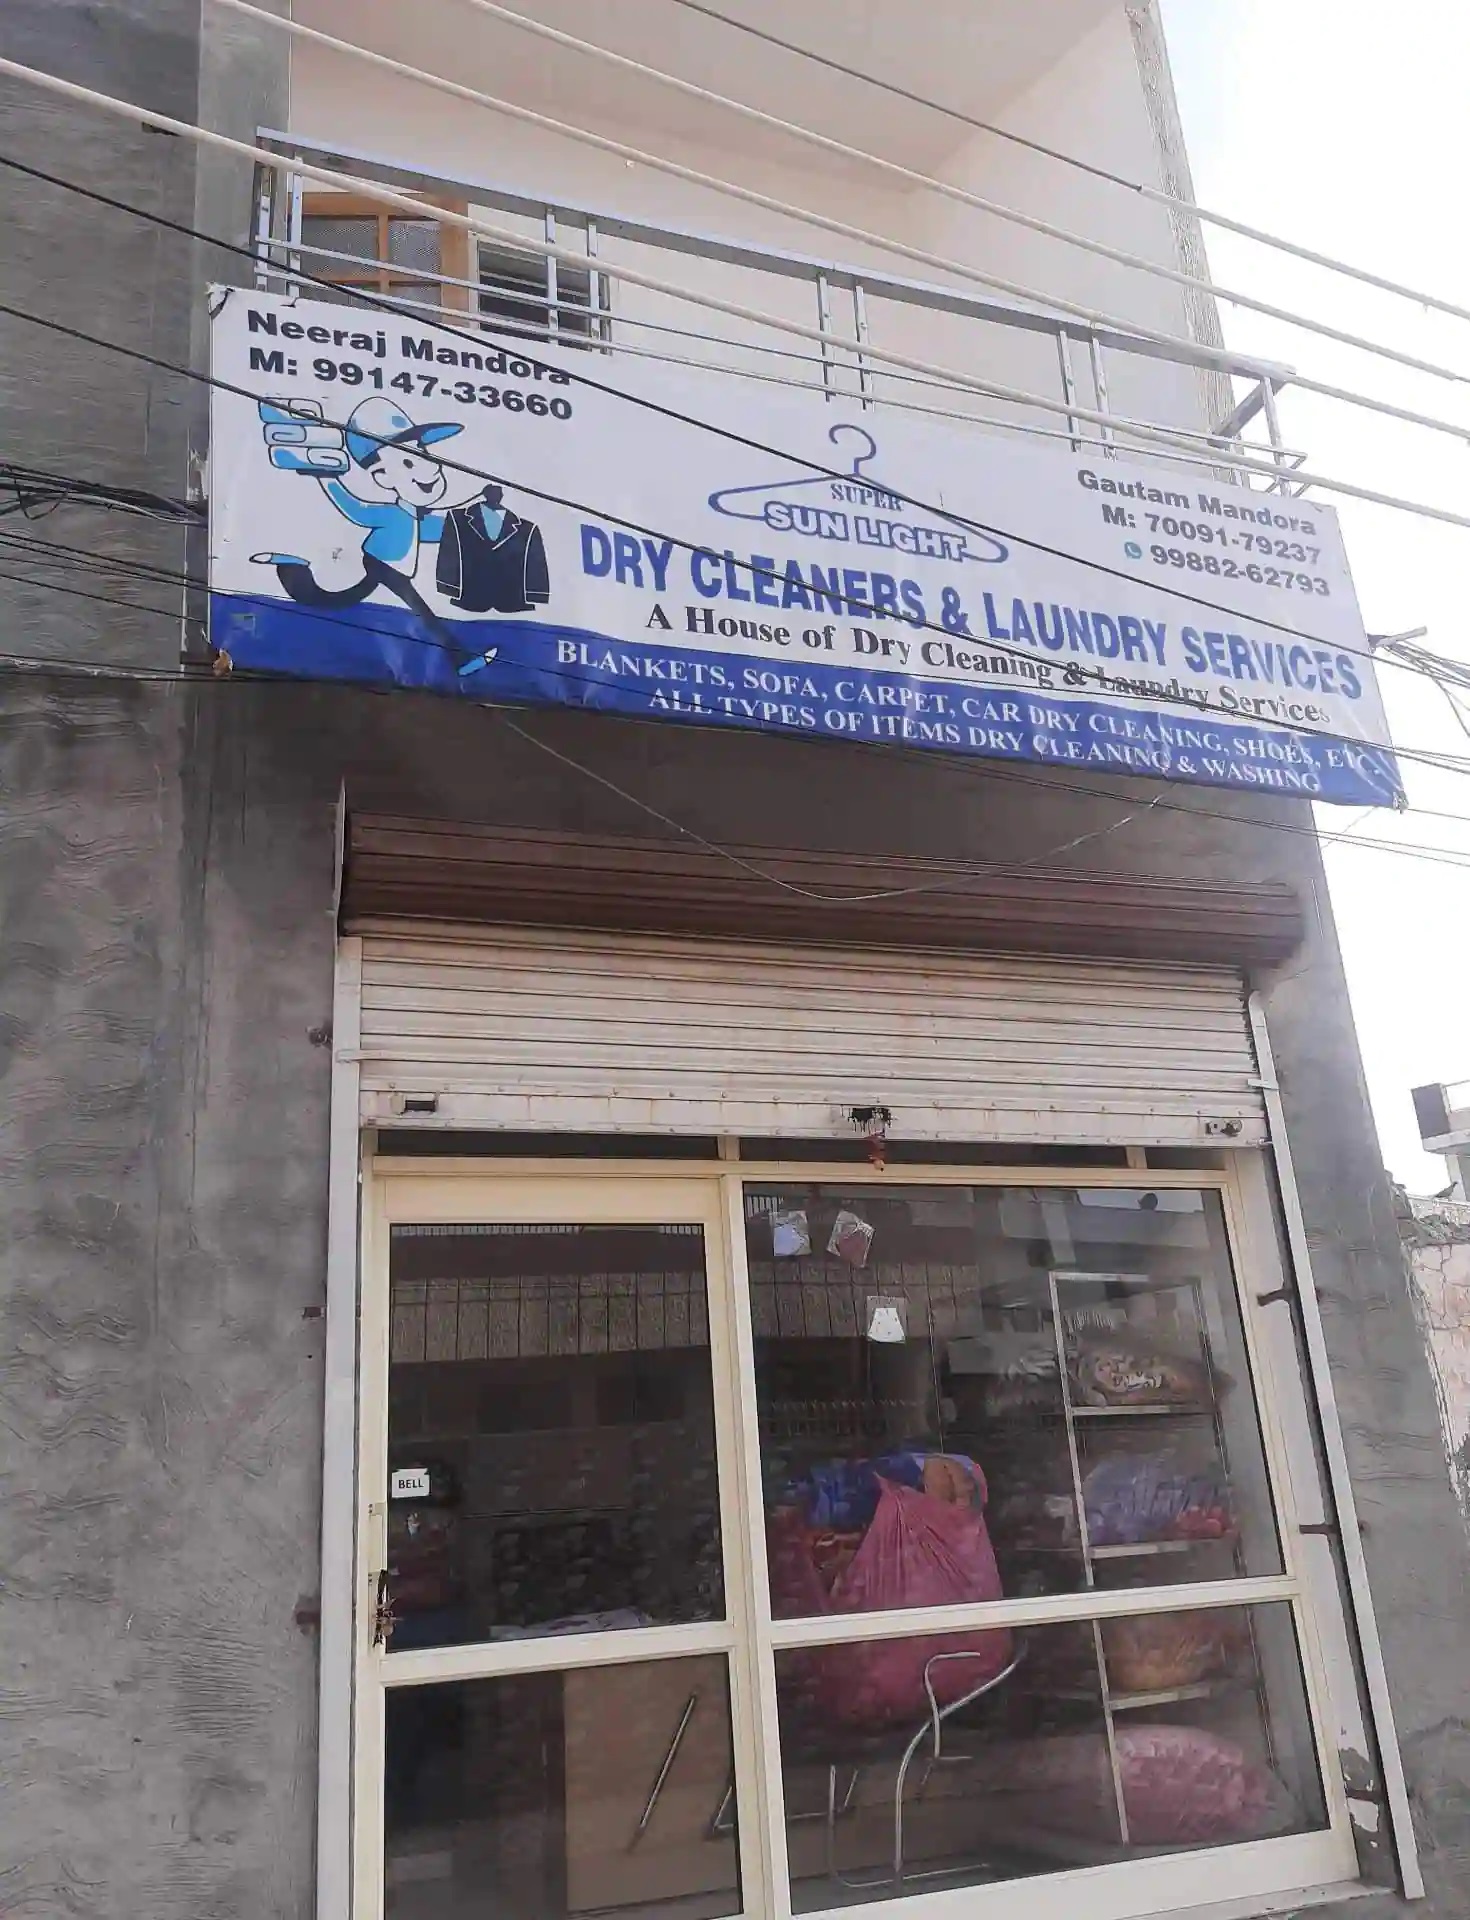 Neeraj Mandora
M: 99147-33660
Gautam Mandora
M: 70091-79237
99882-62793
SUPER
SUN LIGHT
DRY CLEANERS & LAUNDRY SERVICES
A House of Dry Cleaning & Laundry Services
BLANKETS, SOFA, CARPET, CAR DRY CLEANING, SHOES, ETC.
ALL TYPES OF ITEMS DRY CLEANING & WASHING
BELL